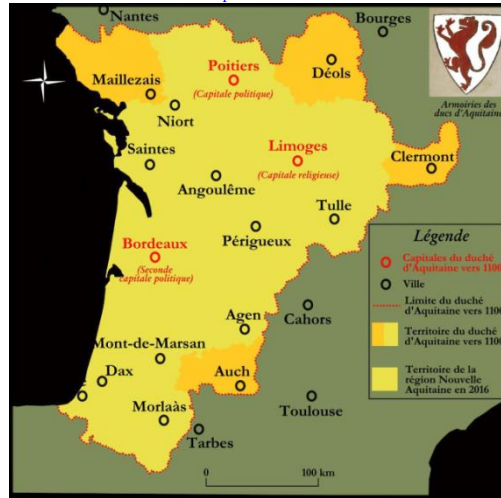 Nantes
Bourges
Poitiers
(Capitale politique)
Déols
Maillezais
Niort
Armoiries des
ducs d'Aquitaine
Saintes
Limoges
(Capitale religieuse)
Clermont
Angoulême
Tulle
Périgueux
Bordeaux
(Seconde
capitale politique)
Légende
Capitales du duché
d'Aquitaine vers 1100
Ville
Limite du duché
d'Aquitaine vers 1100
Territoire du duché
d'Aquitaine vers 1100
Territoire de la
région Nouvelle
Aquitaine en 2016
Cahors
Agen
Mont-de-Marsan
Dax
Auch
Morlaàs
Toulouse
Tarbes
0
100 km